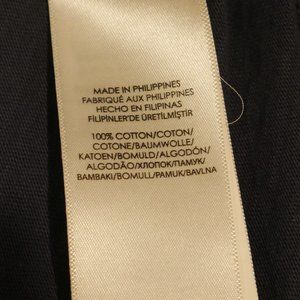 MADE IN PHILIPPINES
FABRIQUÉ AUX PHILIPPINES
HECHO EN FILIPINAS
FİLİPİNLER'DE ÜRETİLMİŞTİR
100% COTTON/COTON/
COTONE/BAUMWOLLE/
KATOEN/BOMULD/ALGODÓN/
ALGODÃO/ХЛОПОК/ПАМУК/
BAMBAKI/BOMULL/PAMUK/BAVLNA